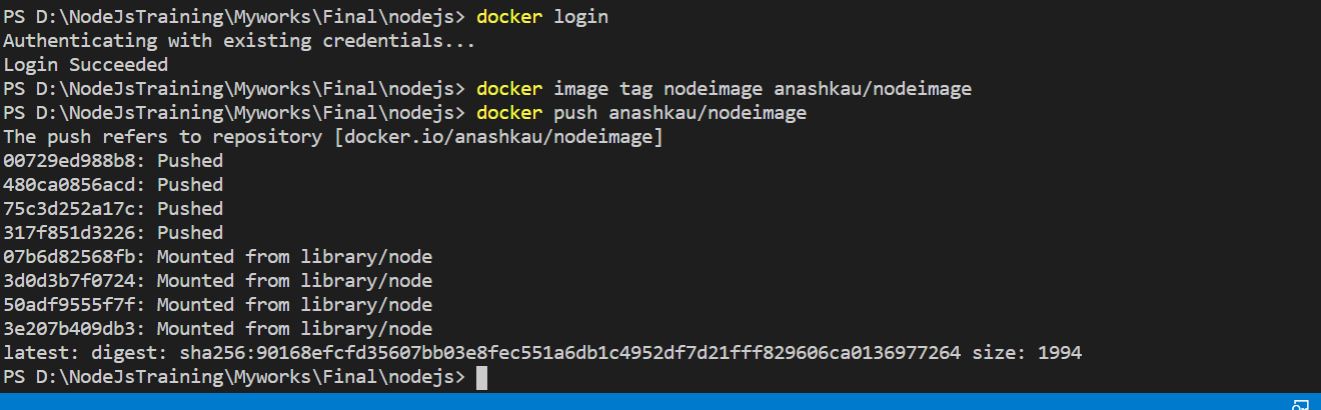 PS D:\NodeJsTraining\Myworks\Final\nodejs> docker login
Authenticating with existing credentials...
Login Succeeded
PS D:\NodeJsTraining\Myworks\Final\nodejs> docker image tag nodeimage anashkau/nodeimage
PS D:\NodeJsTraining\Myworks\Final\nodejs> docker push anashkau/nodeimage
The push refers to repository [docker.io/anashkau/nodeimage]
00729ed988b8: Pushed
480ca0856acd: Pushed
75c3d252a17c: Pushed
317f851d3226: Pushed
07b6d82568fb: Mounted from library/node
3d0d3b7f0724: Mounted from library/node
50adf9555f7f: Mounted from library/node
3e207b409db3: Mounted from library/node
latest: digest: sha256:90168efcfd35607bb03e8fec551a6db1c4952df7d21fff829606ca0136977264 size: 1994
PS D:\NodeJsTraining\Myworks\Final\nodejs>